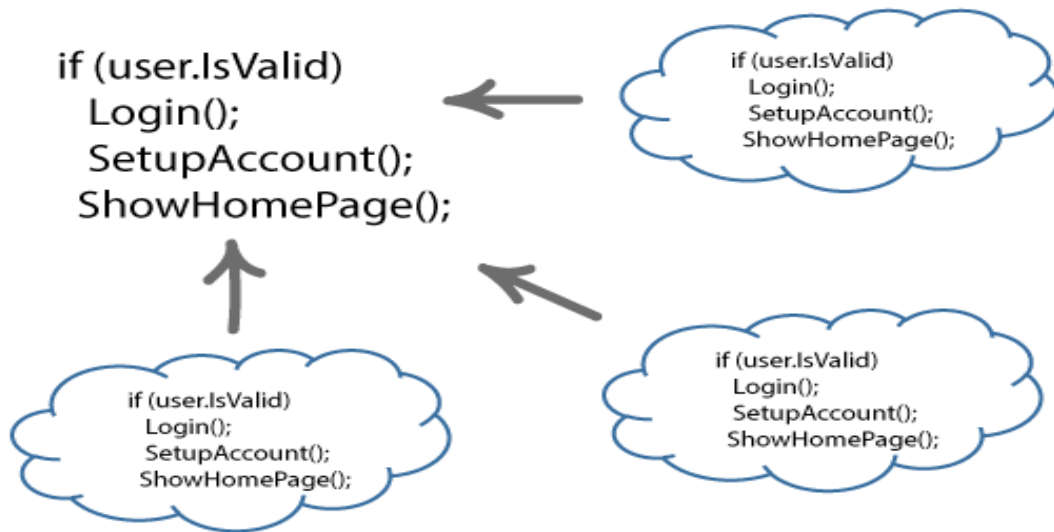 if (user.IsValid)
Login();
SetupAccount();
ShowHomePage();
if (user.IsValid)
Login();
SetupAccount();
ShowHomePage();
if (user.IsValid)
Login();
SetupAccount();
ShowHomePage();
if (user.IsValid)
Login();
SetupAccount();
ShowHomePage();